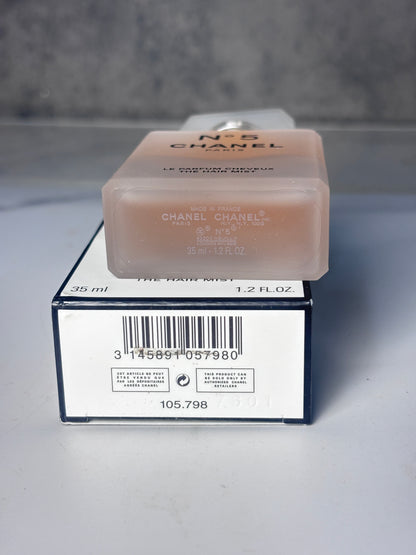 N°5
CHANEL
PARIS
LE PARFUM CHEVEUX
THE HAIR MIST
MADE IN FRANCE
CHANEL CHANEL INC
PARIS N.Y. N.Y. 10019
N°5
35 ml - 1.2 FL.OZ.
THE HAIR MIST
35 ml 1.2 FL.OZ.
3 145891 057980
CET ARTICLE NE PEUT
ETRE VENDU QUE
PAR LES DÉPOSITAIRES
AGRÉÉS CHANEL
THIS PRODUCT CAN
BE SOLD ONLY BY
AUTHORIZED CHANEL
RETAILERS
105.798